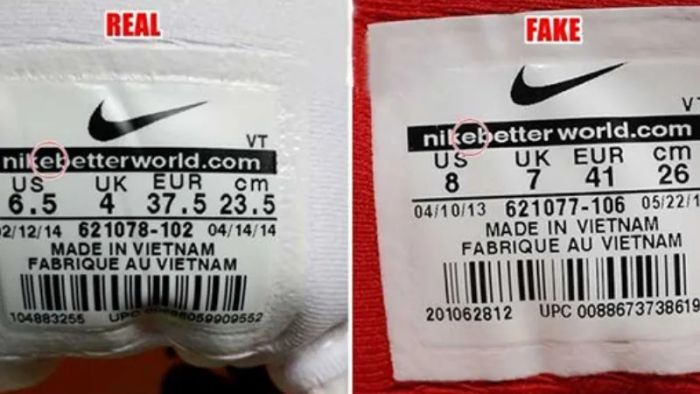 REAL
VT
nikebetterworld.com
US UK EUR cm
6.5 4 37.5 23.5
2/12/14 621078-102 04/14/14
MADE IN VIETNAM
FABRIQUE AU VIETNAM
104883255 UPC
FAKE
VT
nikebetterworld.com
US UK EUR cm
8 7 41 26
04/10/13 621077-106 05/22/1
MADE IN VIETNAM
FABRIQUE AU VIETNAM
201062812 UPC 0088673738619